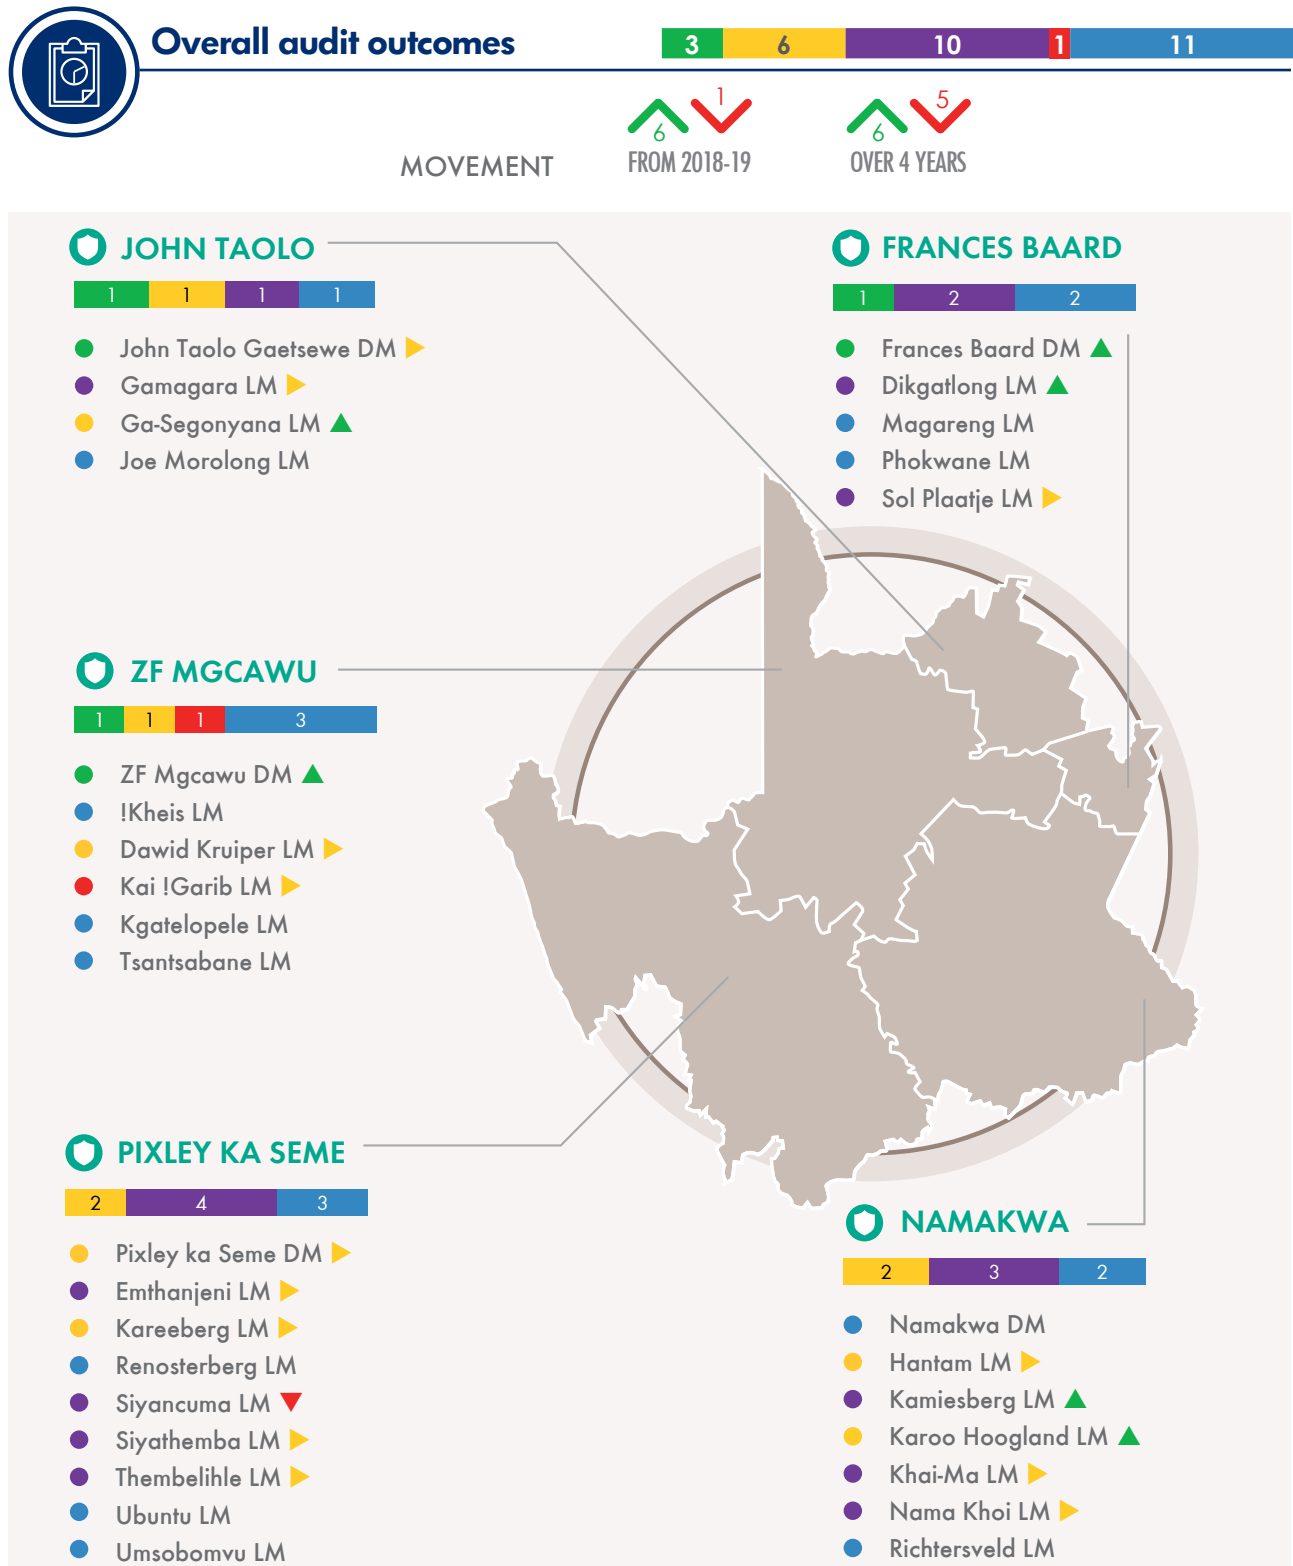 Overall audit outcomes
3 6 10 1 11
6 1 6 5
MOVEMENT FROM 2018-19 OVER 4 YEARS
JOHN TAOLO
1 1 1 1
John Taolo Gaetsewe DM
Gamagara LM
Ga-Segonyana LM
Joe Morolong LM
FRANCES BAARD
1 2 2
Frances Baard DM
Dikgatlong LM
Magareng LM
Phokwane LM
Sol Plaatje LM
ZF MGCAWU
1 1 1 3
ZF Mgcawu DM
!Kheis LM
Dawid Kruiper LM
Kai !Garib LM
Kgatelopele LM
Tsantsabane LM
PIXLEY KA SEME
2 4 3
Pixley ka Seme DM
Emthanjeni LM
Kareeberg LM
Renosterberg LM
Siyancuma LM
Siyathemba LM
Thembelihle LM
Ubuntu LM
Umsobomvu LM
NAMAKWA
2 3 2
Namakwa DM
Hantam LM
Kamiesberg LM
Karoo Hoogland LM
Khai-Ma LM
Nama Khoi LM
Richtersveld LM